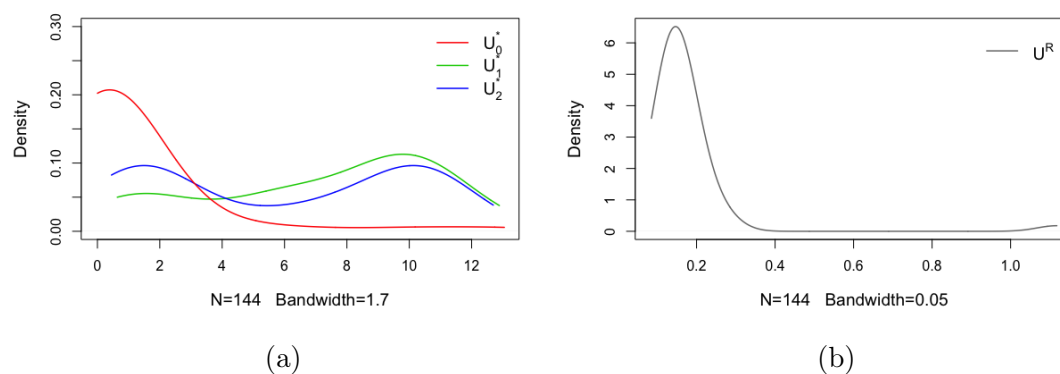 0.30
0.20
0.10
0.00
Density
0 2 4 6 8 10 12
N=144 Bandwidth=1.7
U*0
U*1
U*2
(a)
6
5
4
3
2
1
0
Density
0.2 0.4 0.6 0.8 1.0
N=144 Bandwidth=0.05
U^R
(b)